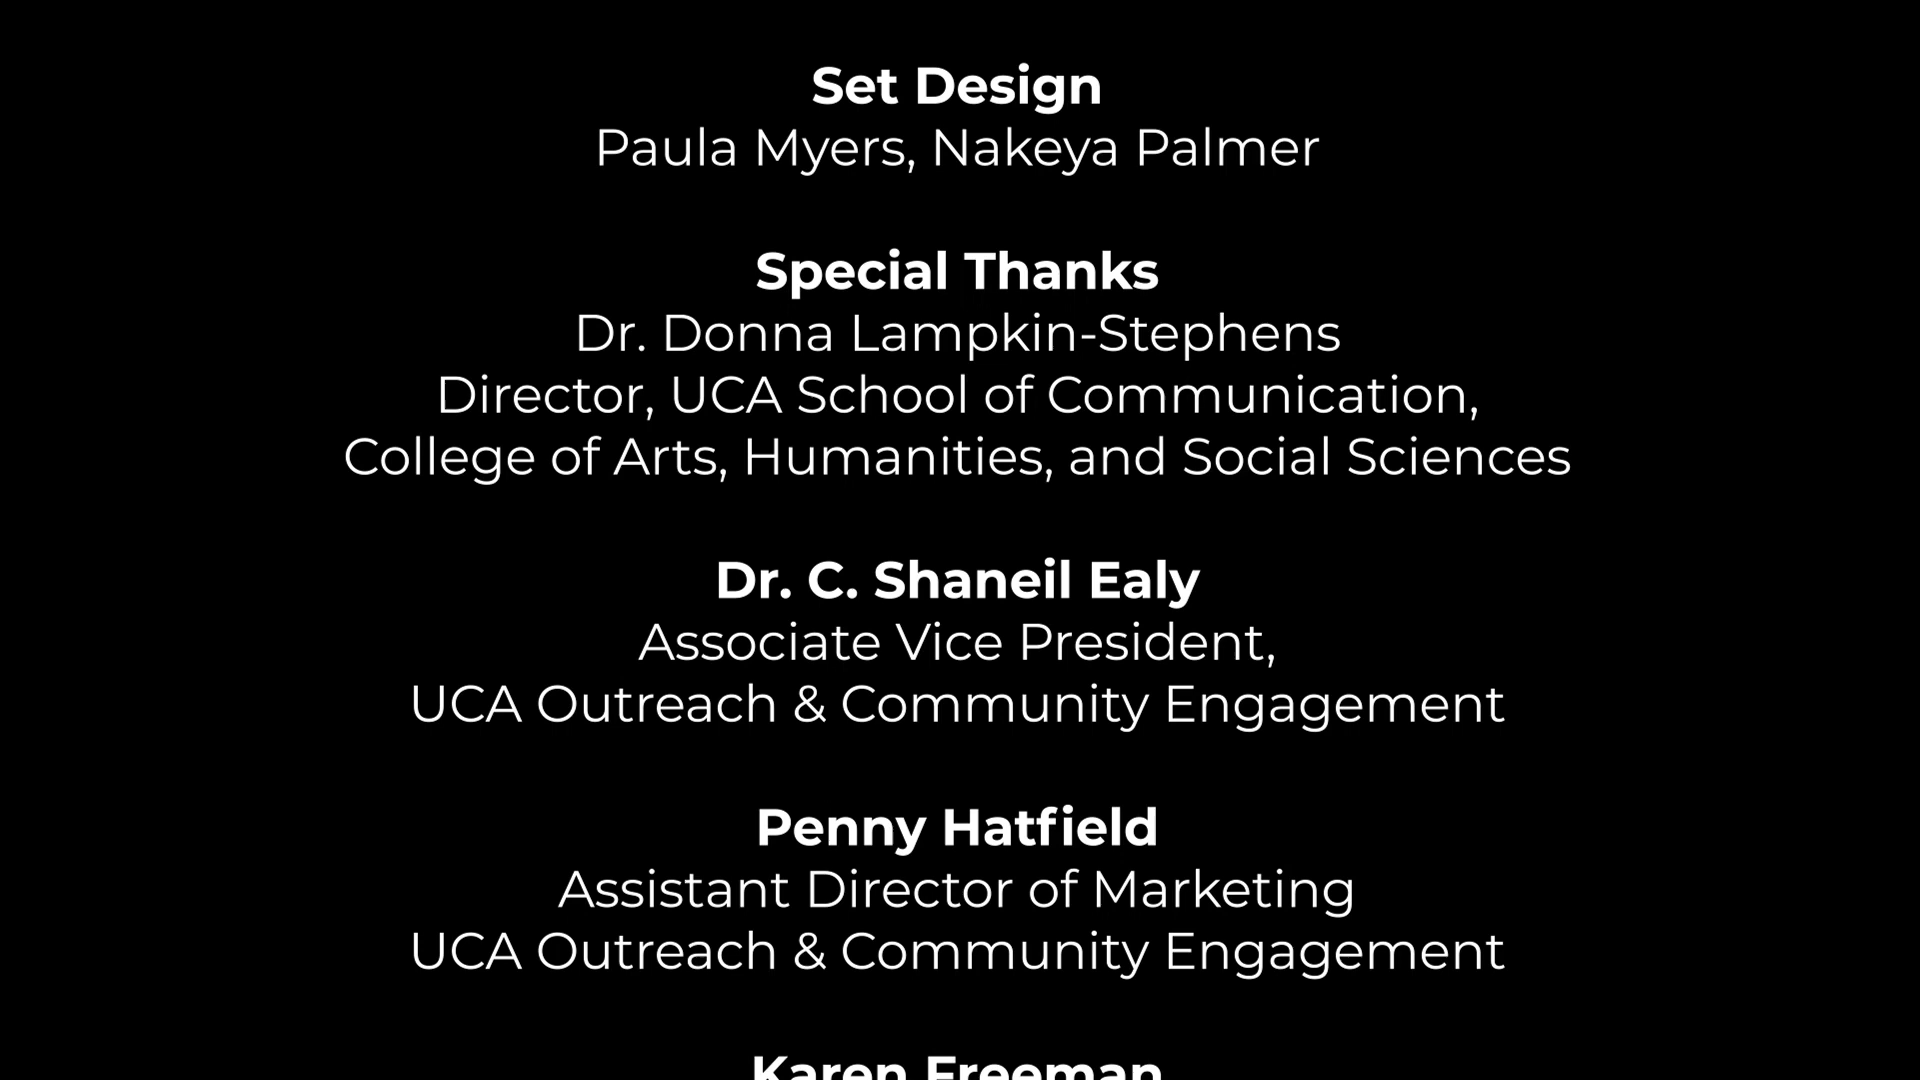 Set Design
Paula Myers, Nakeya Palmer
Special Thanks
Dr. Donna Lampkin-Stephens
Director, UCA School of Communication,
College of Arts, Humanities, and Social Sciences
Dr. C. Shaneil Ealy
Associate Vice President,
UCA Outreach & Community Engagement
Penny Hatfield
Assistant Director of Marketing
UCA Outreach & Community Engagement
Karen Freeman